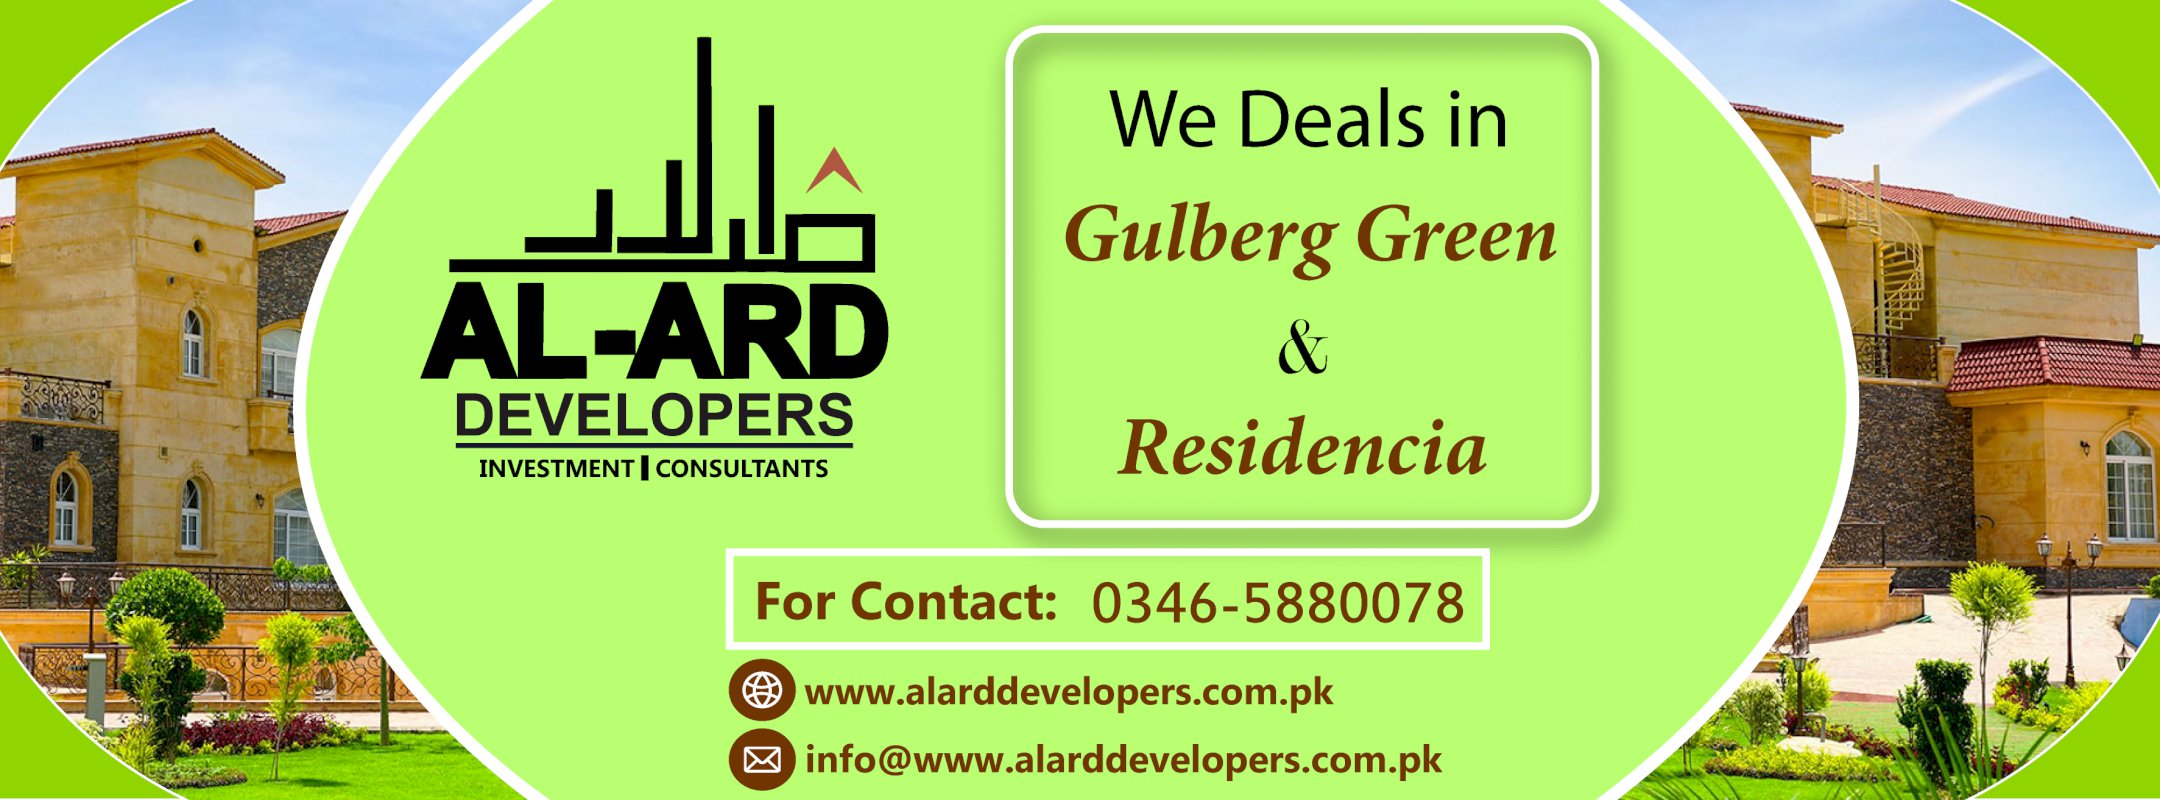 AL-ARD
DEVELOPERS
INVESTMENT | CONSULTANTS
We Deals in
Gulberg Green
&
Residencia
For Contact: 0346-5880078
www.alarddevelopers.com.pk
info@www.alarddevelopers.com.pk